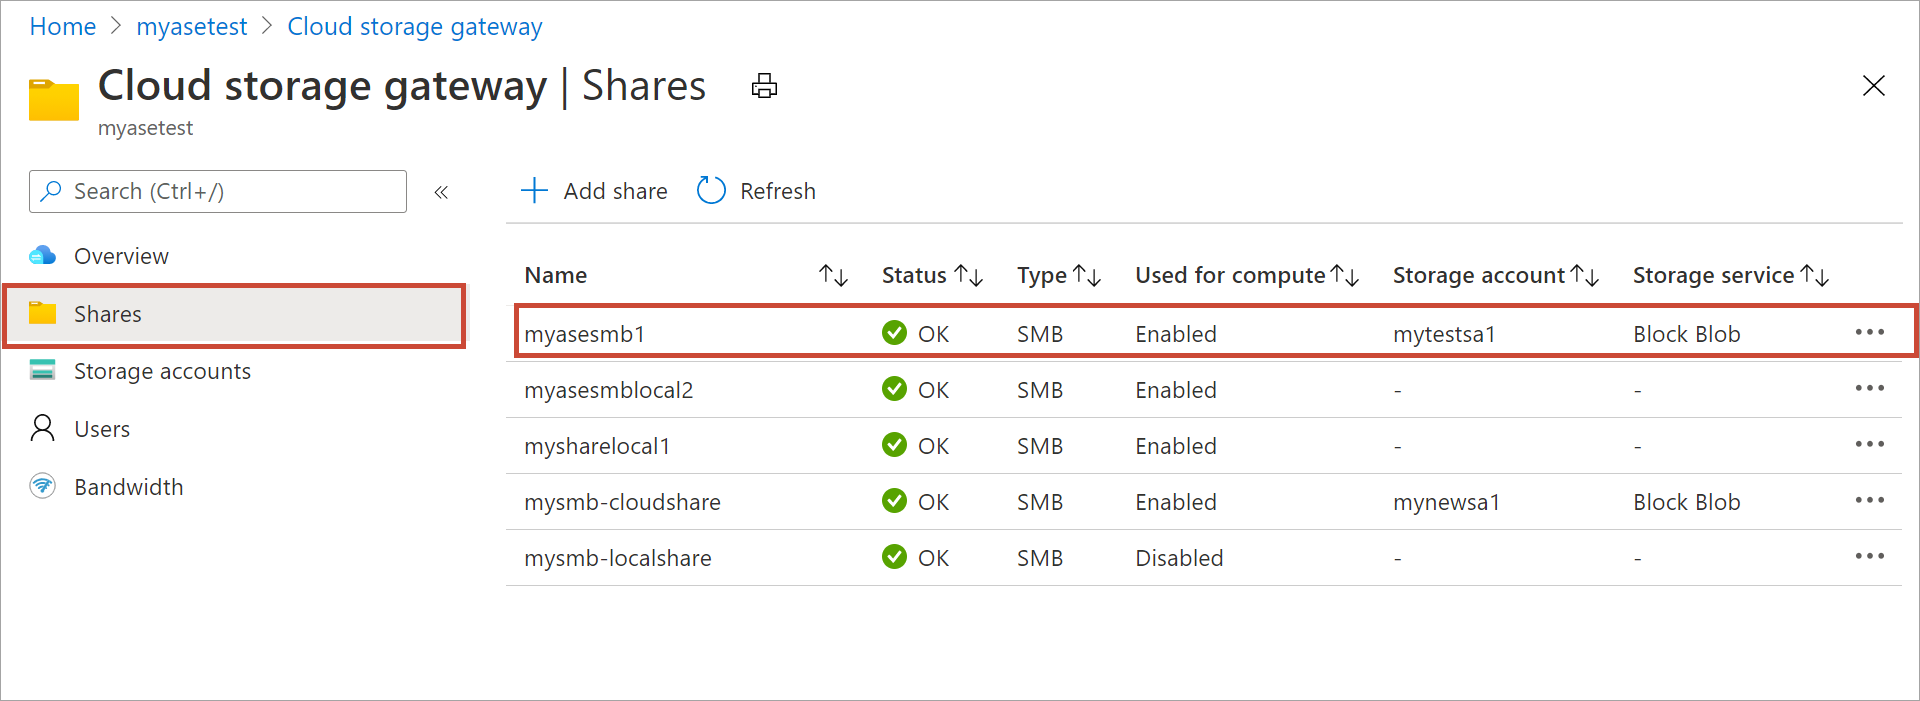 Home > myasetest > Cloud storage gateway
Cloud storage gateway | Shares
myasetest
Search (Ctrl+/) «
Add share Refresh
Overview
Shares
Storage accounts
Users
Bandwidth
Name ↑↓ Status ↑↓ Type ↑↓ Used for compute ↑↓ Storage account ↑↓ Storage service ↑↓
myasesmb1 OK SMB Enabled mytestsa1 Block Blob ...
myasesmblocal2 OK SMB Enabled - - ...
mysharelocal1 OK SMB Enabled - - ...
mysmb-cloudshare OK SMB Enabled mynewsa1 Block Blob ...
mysmb-localshare OK SMB Disabled - - ...